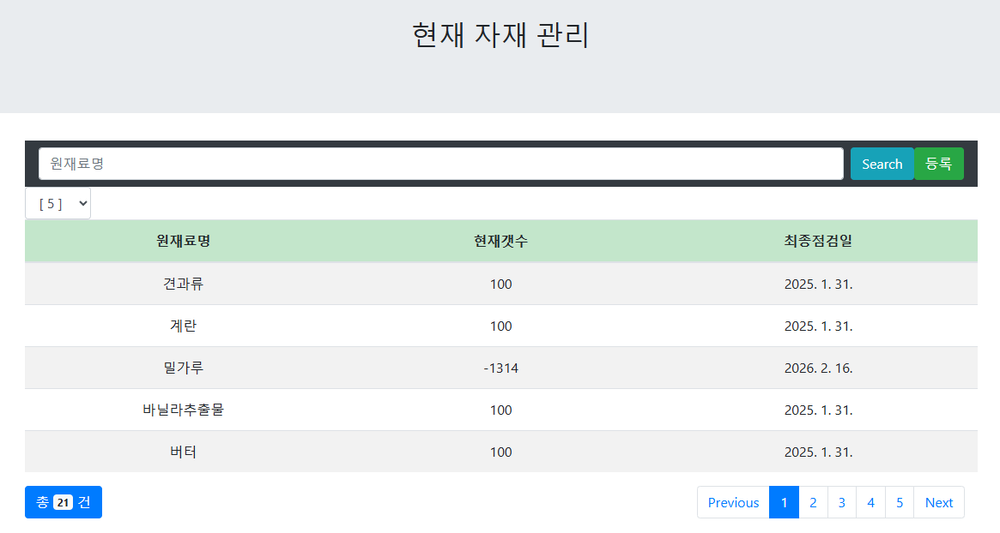 현재 자재 관리
원재료명 Search 등록
[ 5 ]
원재료명 현재갯수 최종점검일
견과류 100 2025. 1. 31.
계란 100 2025. 1. 31.
밀가루 -1314 2026. 2. 16.
바닐라추출물 100 2025. 1. 31.
버터 100 2025. 1. 31.
총 21 건 Previous 1 2 3 4 5 Next